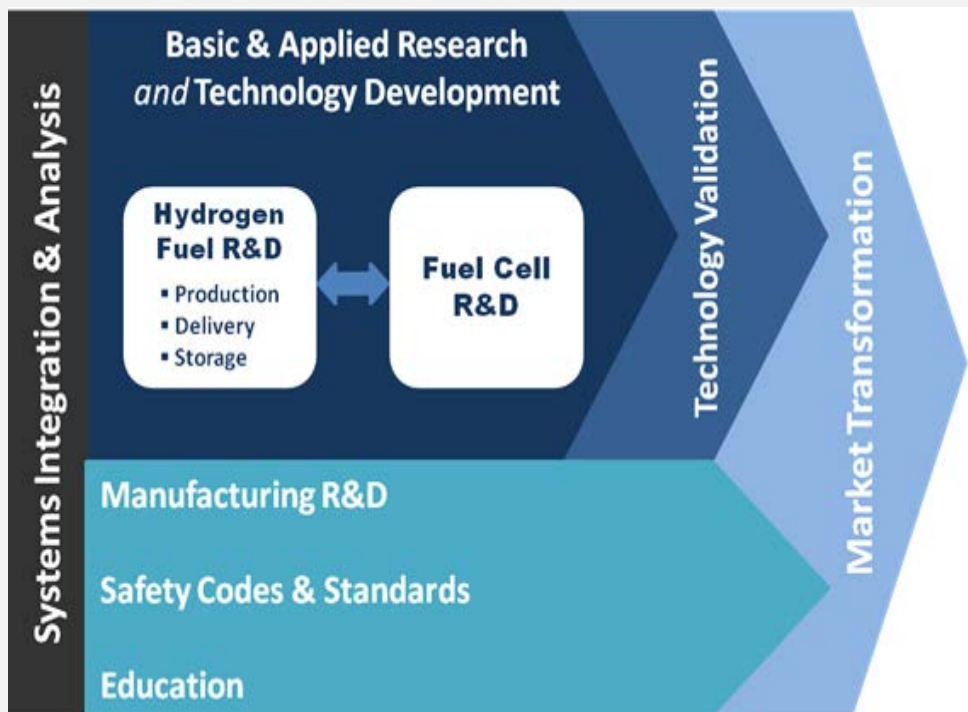 Systems Integration & Analysis
Basic & Applied Research
and Technology Development
Hydrogen
Fuel R&D
▪ Production
▪ Delivery
▪ Storage
Fuel Cell
R&D
Technology Validation
Market Transformation
Manufacturing R&D
Safety Codes & Standards
Education